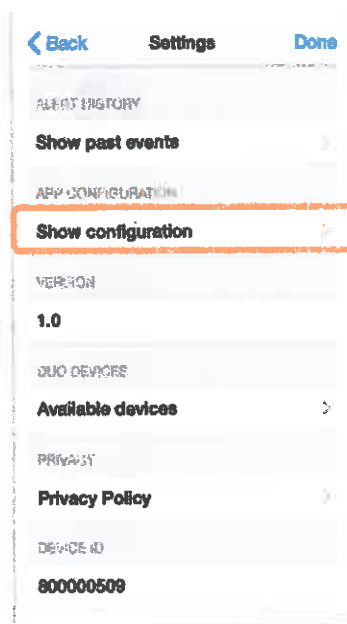 Back Settings Done
ALERT HISTORY
Show past events
APP CONFIGURATION
Show configuration
VERSION
1.0
DUO DEVICES
Available devices
PRIVACY
Privacy Policy
DEVICE ID
800000509